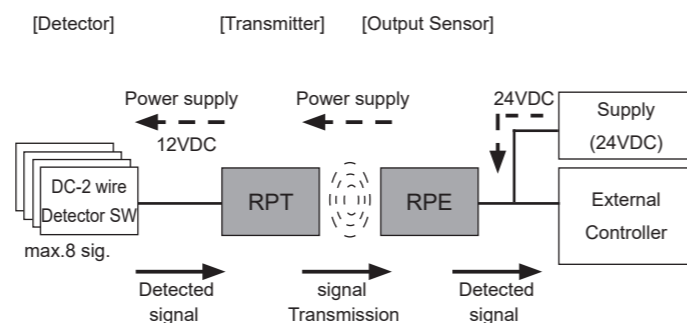 [Detector]
[Transmitter]
[Output Sensor]
Power supply
12VDC
Power supply
24VDC
Supply
(24VDC)
DC-2 wire
Detector SW
max.8 sig.
RPT
RPE
External
Controller
Detected
signal
signal
Transmission
Detected
signal